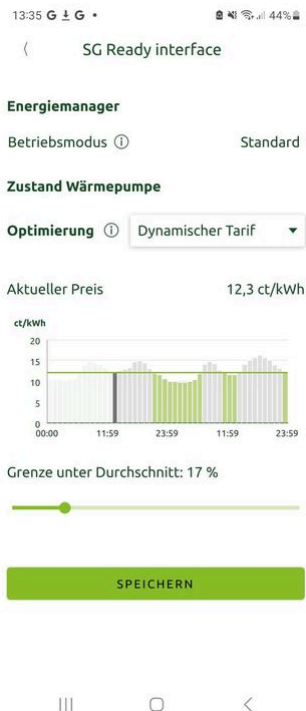 13:35 G G • 44%
SG Ready interface
Energiemanager
Betriebsmodus Standard
Zustand Wärmepumpe
Optimierung Dynamischer Tarif
Aktueller Preis 12,3 ct/kWh
ct/kWh
20
15
10
5
0
00:00 11:59 23:59 11:59 23:59
Grenze unter Durchschnitt: 17 %
SPEICHERN